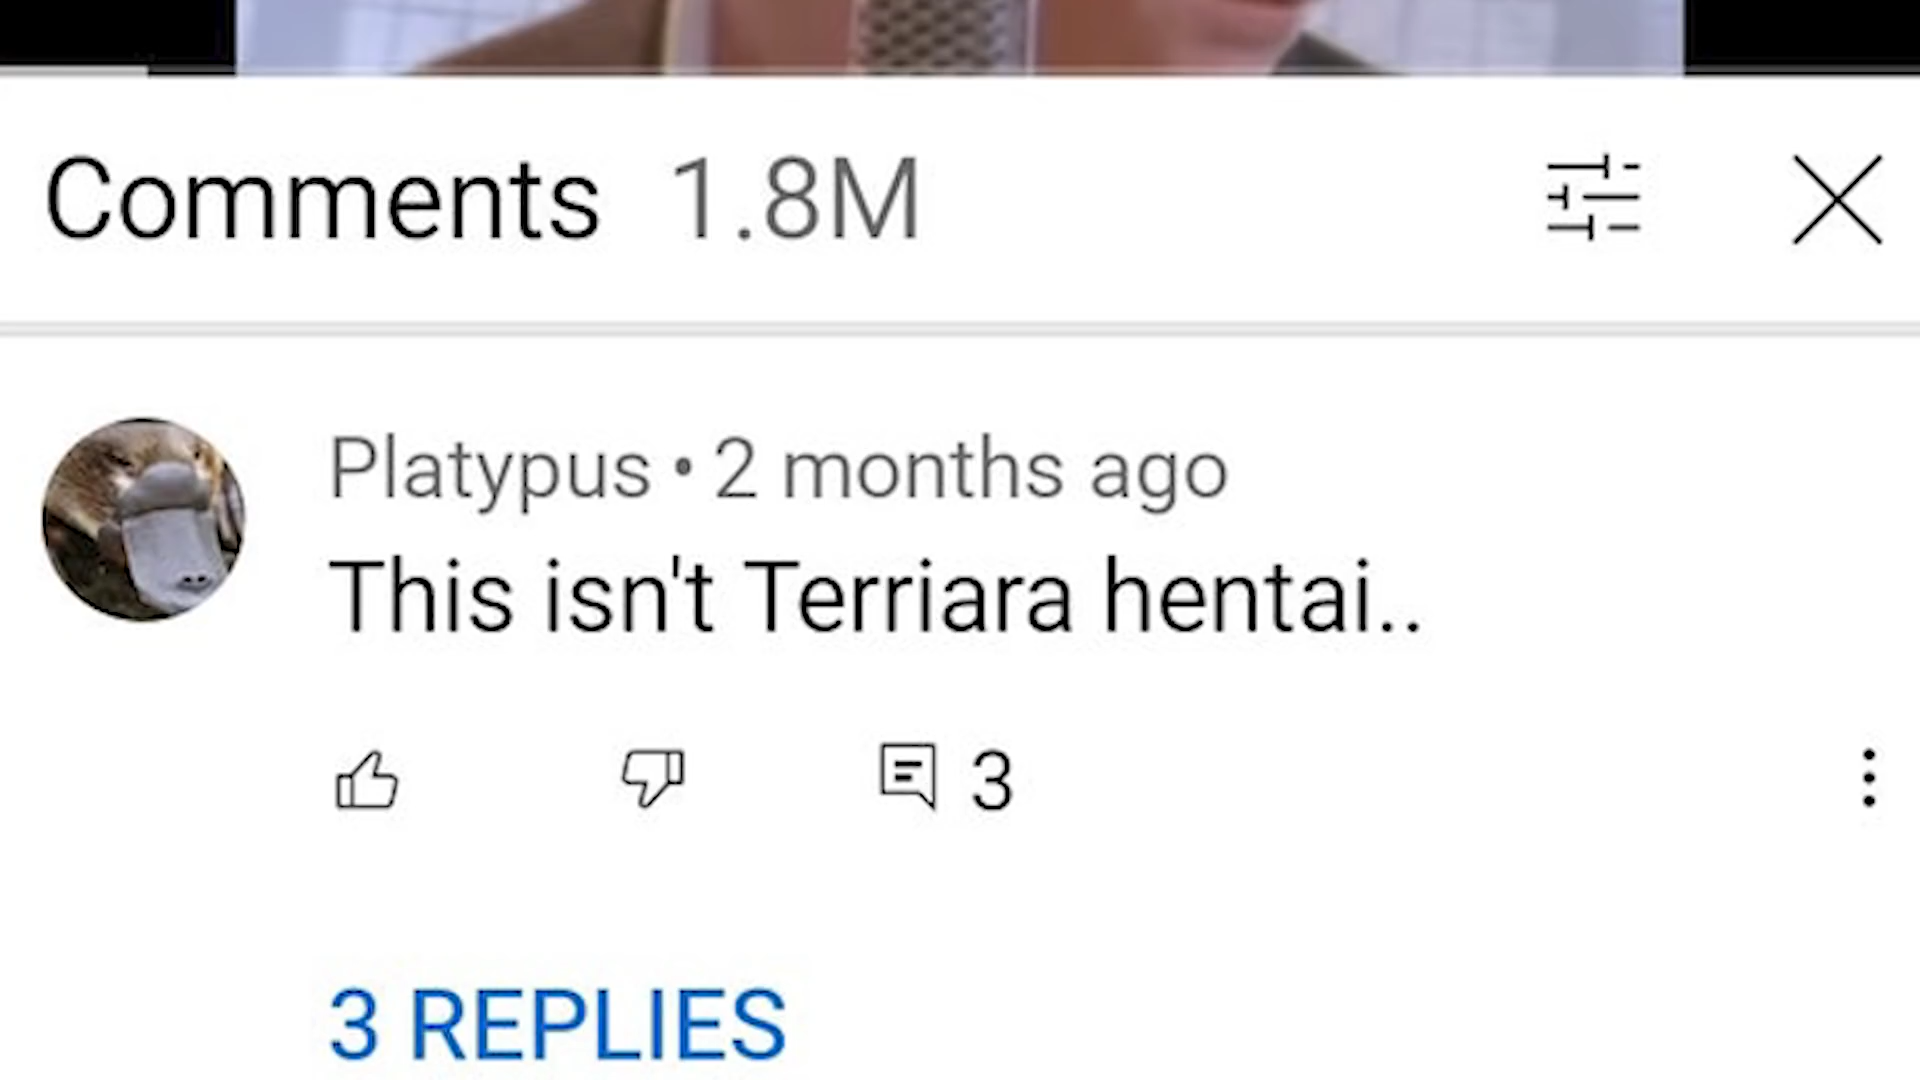 Comments 1.8M
Platypus • 2 months ago
This isn't Terriara hentai..
3
3 REPLIES